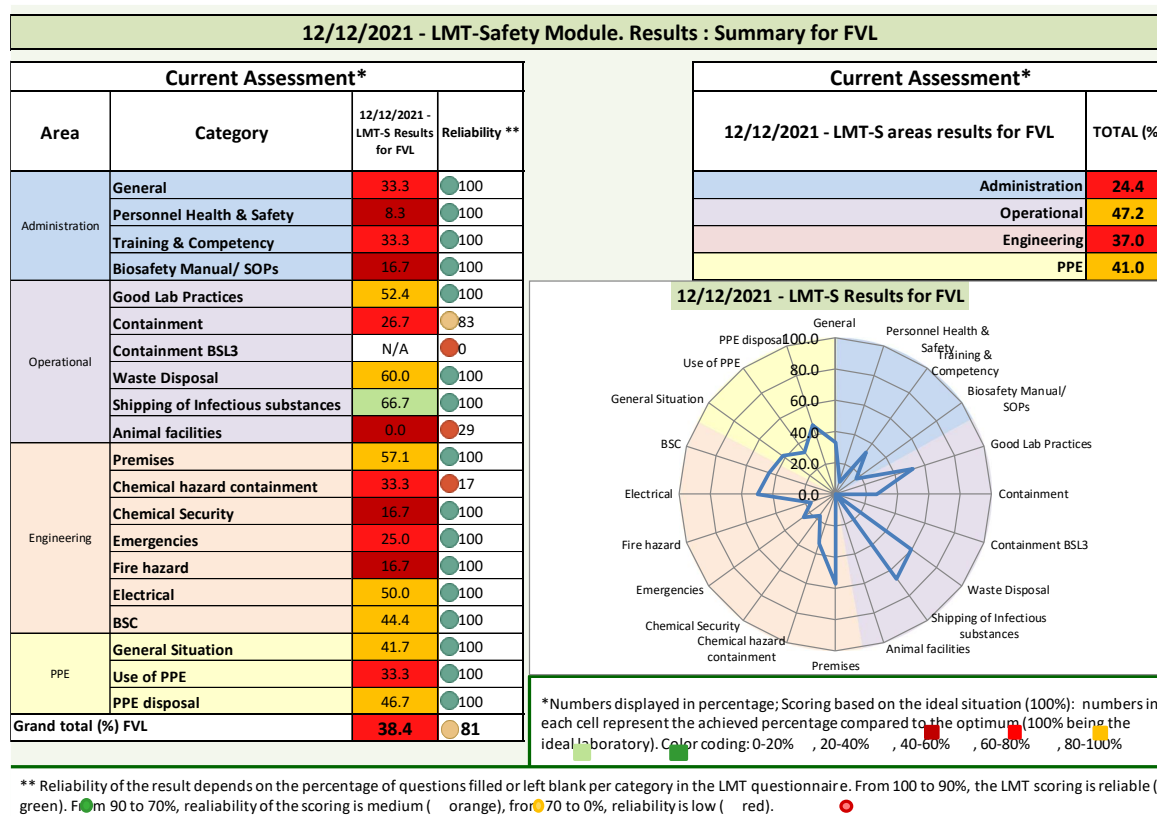 12/12/2021 - LMT-Safety Module. Results : Summary for FVL
Current Assessment*
Area Category 12/12/2021 - LMT-S Results for FVL Reliability **
Administration
General 33.3 100
Personnel Health & Safety 8.3 100
Training & Competency 33.3 100
Biosafety Manual/ SOPs 16.7 100
Operational
Good Lab Practices 52.4 100
Containment 26.7 83
Containment BSL3 N/A 0
Waste Disposal 60.0 100
Shipping of Infectious substances 66.7 100
Animal facilities 0.0 29
Engineering
Premises 57.1 100
Chemical hazard containment 33.3 17
Chemical Security 16.7 100
Emergencies 25.0 100
Fire hazard 16.7 100
Electrical 50.0 100
BSC 44.4 100
PPE
General Situation 41.7 100
Use of PPE 33.3 100
PPE disposal 46.7 100
Grand total (%) FVL 38.4 81
Current Assessment*
12/12/2021 - LMT-S areas results for FVL TOTAL (%
Administration 24.4
Operational 47.2
Engineering 37.0
PPE 41.0
12/12/2021 - LMT-S Results for FVL
General
Personnel Health &
Safety
Training &
Competency
Biosafety Manual/
SOPs
Good Lab Practices
Containment
Containment BSL3
Waste Disposal
Shipping of Infectious
substances
Animal facilities
Premises
Chemical hazard
containment
Chemical Security
Emergencies
Fire hazard
Electrical
BSC
General Situation
Use of PPE
PPE disposal
100.0
80.0
60.0
40.0
20.0
0.0
*Numbers displayed in percentage; Scoring based on the ideal situation (100%): numbers in
each cell represent the achieved percentage compared to the optimum (100% being the
ideal laboratory). Color coding: 0-20% , 20-40% , 40-60% , 60-80% , 80-100%
** Reliability of the result depends on the percentage of questions filled or left blank per category in the LMT questionnaire. From 100 to 90%, the LMT scoring is reliable (
green). From 90 to 70%, realiability of the scoring is medium ( orange), from 70 to 0%, reliability is low ( red).